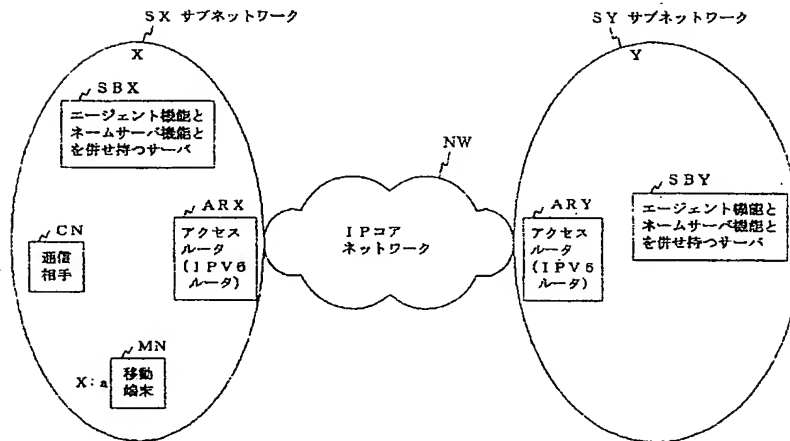 SX サブネットワーク
X
SBX
エージェント機能と
ネームサーバ機能と
を併せ持つサーバ
CN
通信
相手
ARX
アクセス
ルータ
(IPV6
ルータ)
MN
X:a
移動
端末
NW
IPコア
ネットワーク
SY サブネットワーク
Y
ARY
アクセス
ルータ
(IPV6
ルータ)
SBY
エージェント機能と
ネームサーバ機能と
を併せ持つサーバ